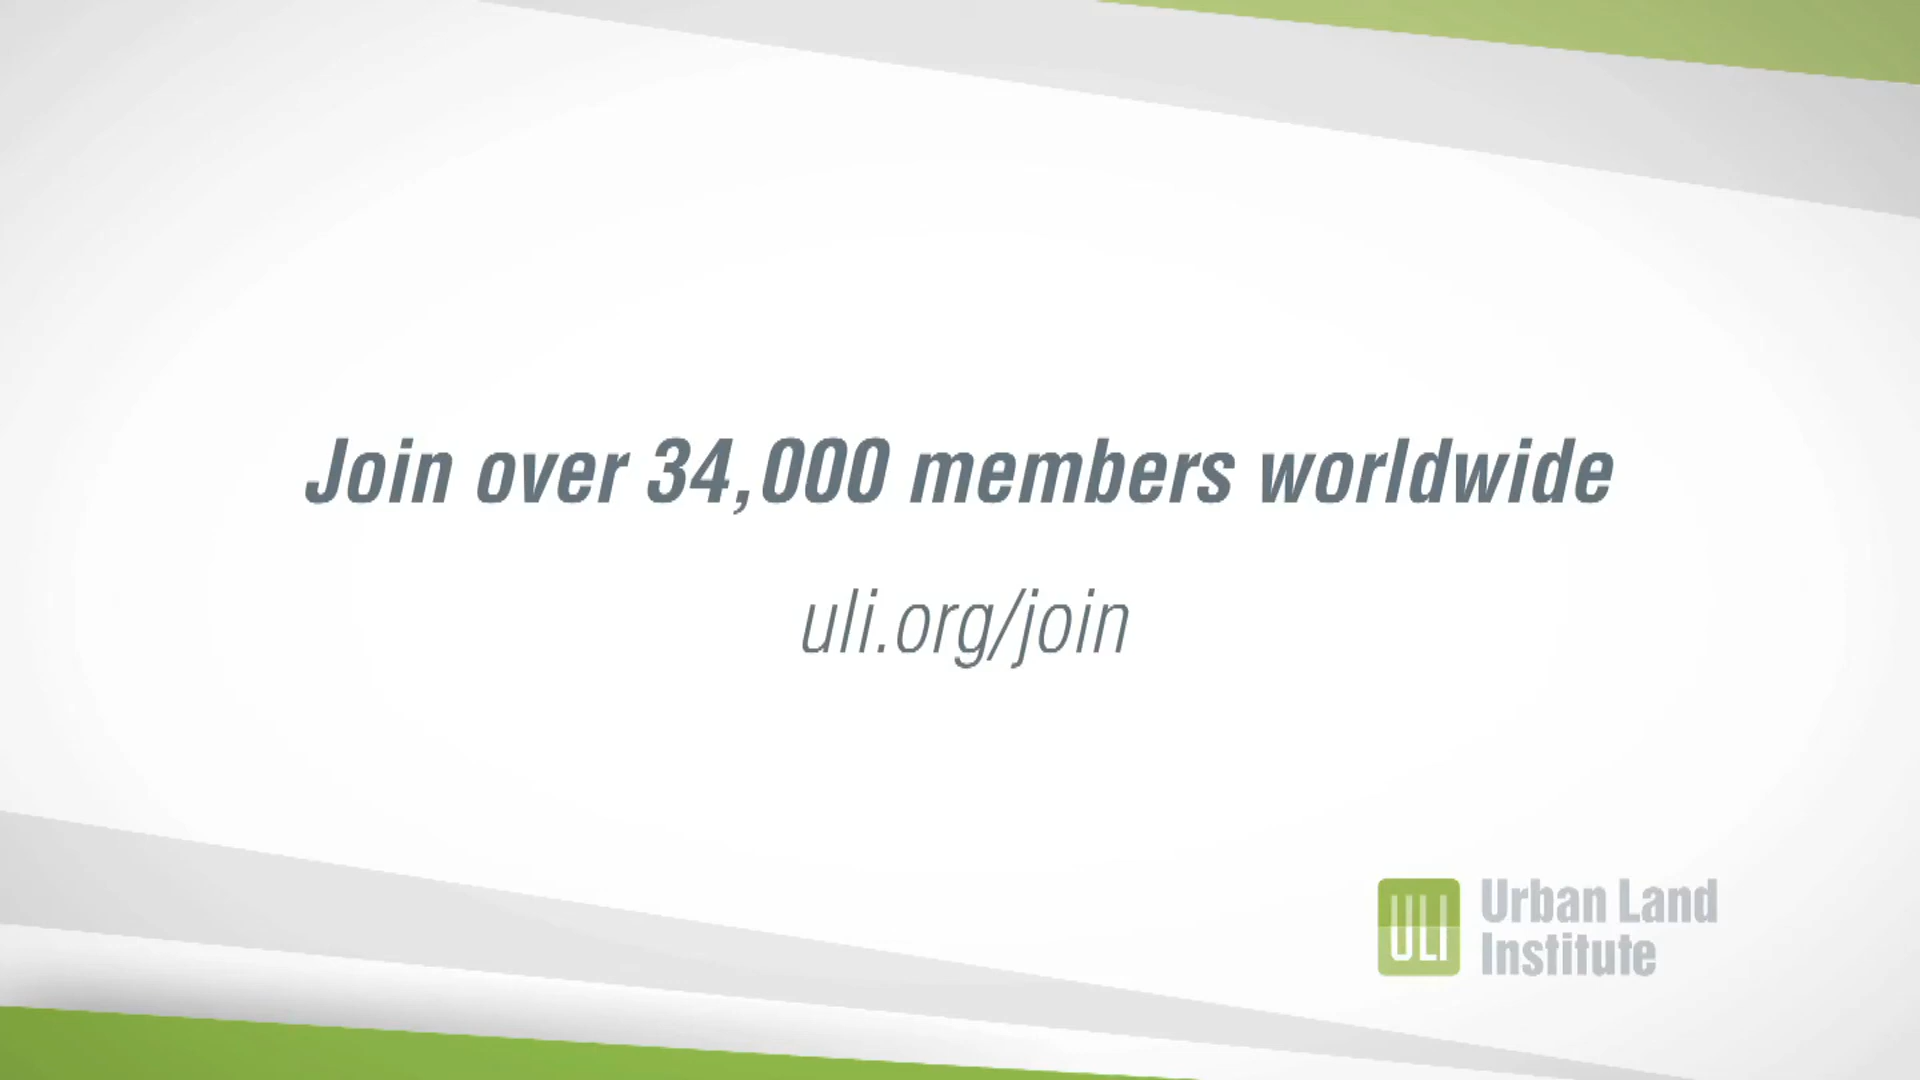 Join over 34,000 members worldwide
uli.org/join
ULI
Urban Land
Institute